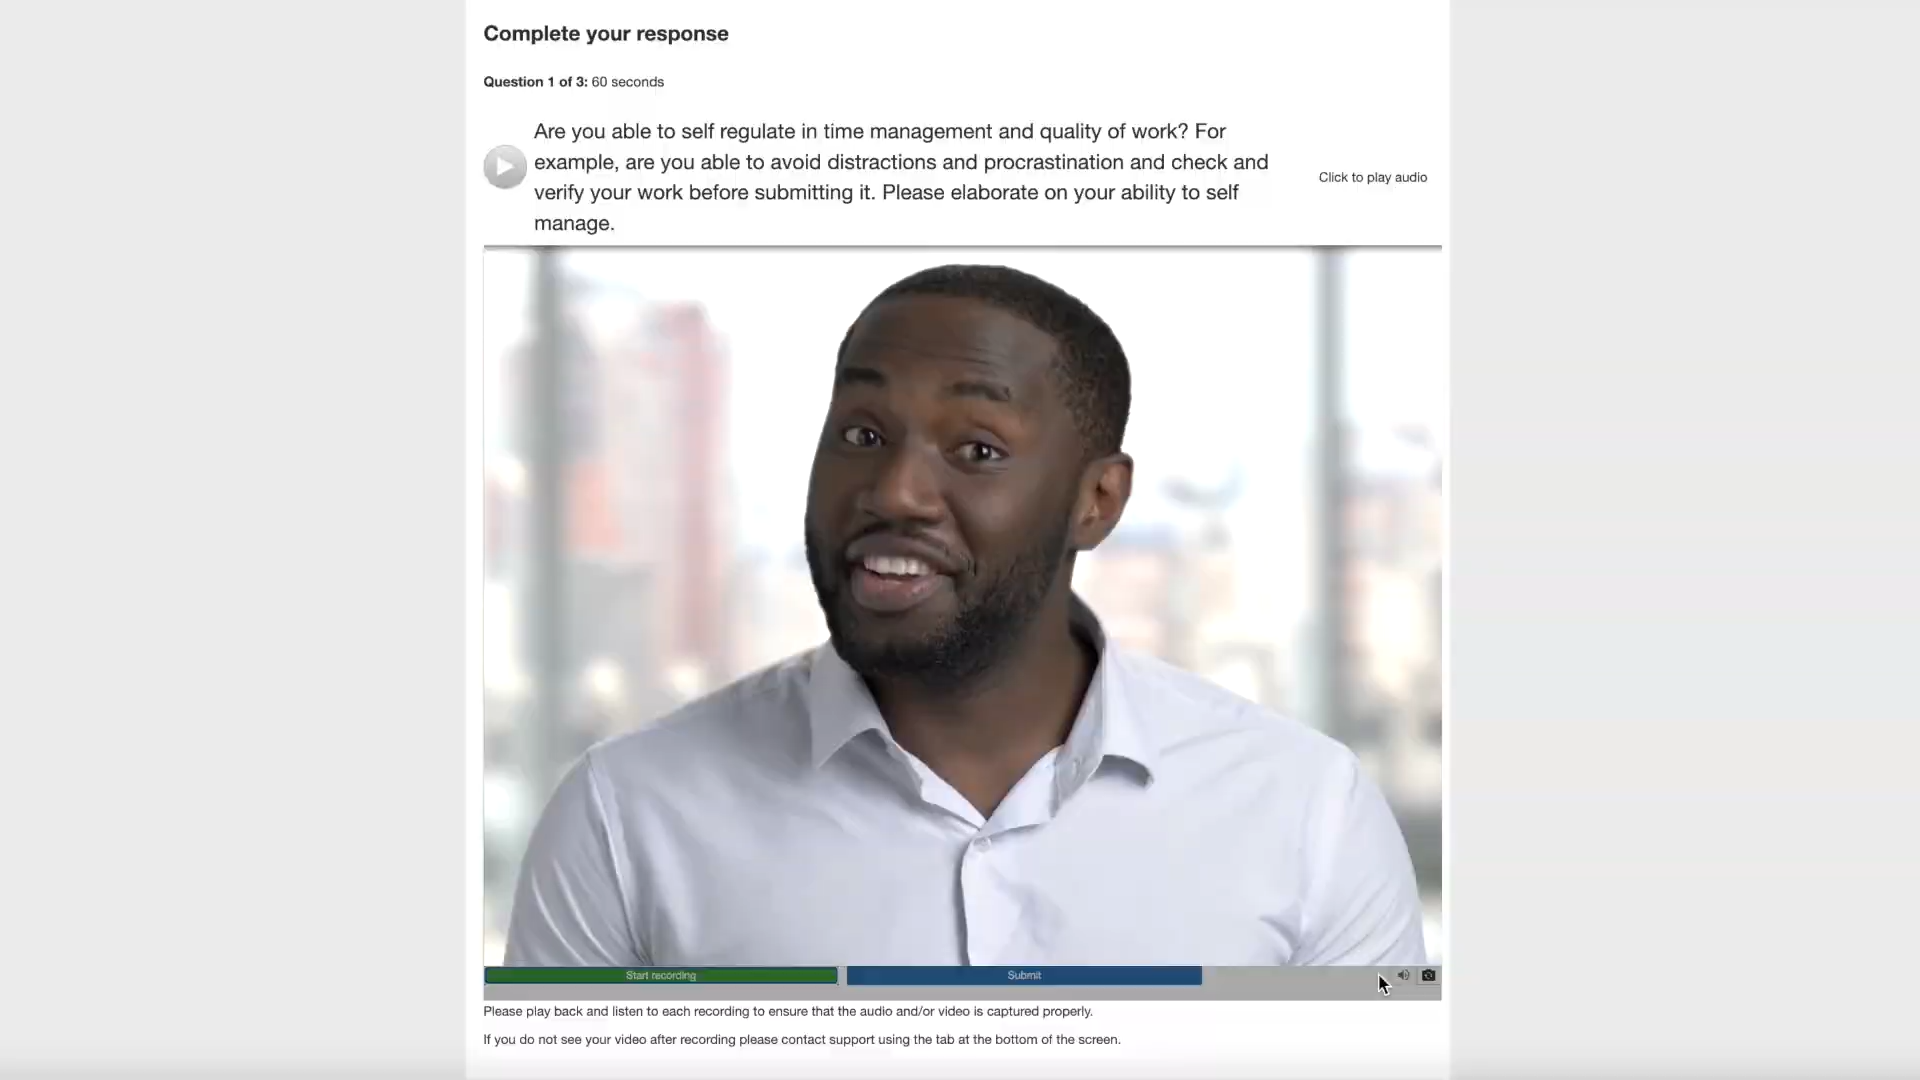 Complete your response
Question 1 of 3: 60 seconds
Are you able to self regulate in time management and quality of work? For
example, are you able to avoid distractions and procrastination and check and
verify your work before submitting it. Please elaborate on your ability to self
manage.
Click to play audio
Start recording
Submit
Please play back and listen to each recording to ensure that the audio and/or video is captured properly.
If you do not see your video after recording please contact support using the tab at the bottom of the screen.